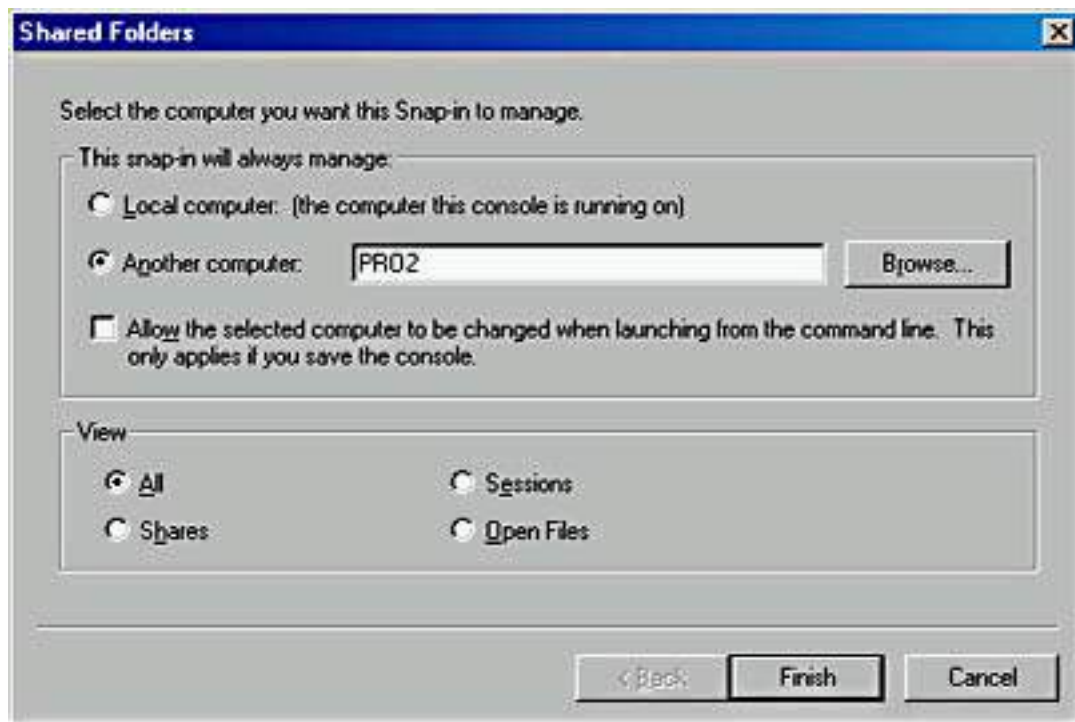 Shared Folders
Select the computer you want this Snap-in to manage.
This snap-in will always manage:
Local computer: (the computer this console is running on)
Another computer: PRO2 Browse...
Allow the selected computer to be changed when launching from the command line. This
only applies if you save the console.
View
All Sessions
Shares Open Files
< Back Finish Cancel